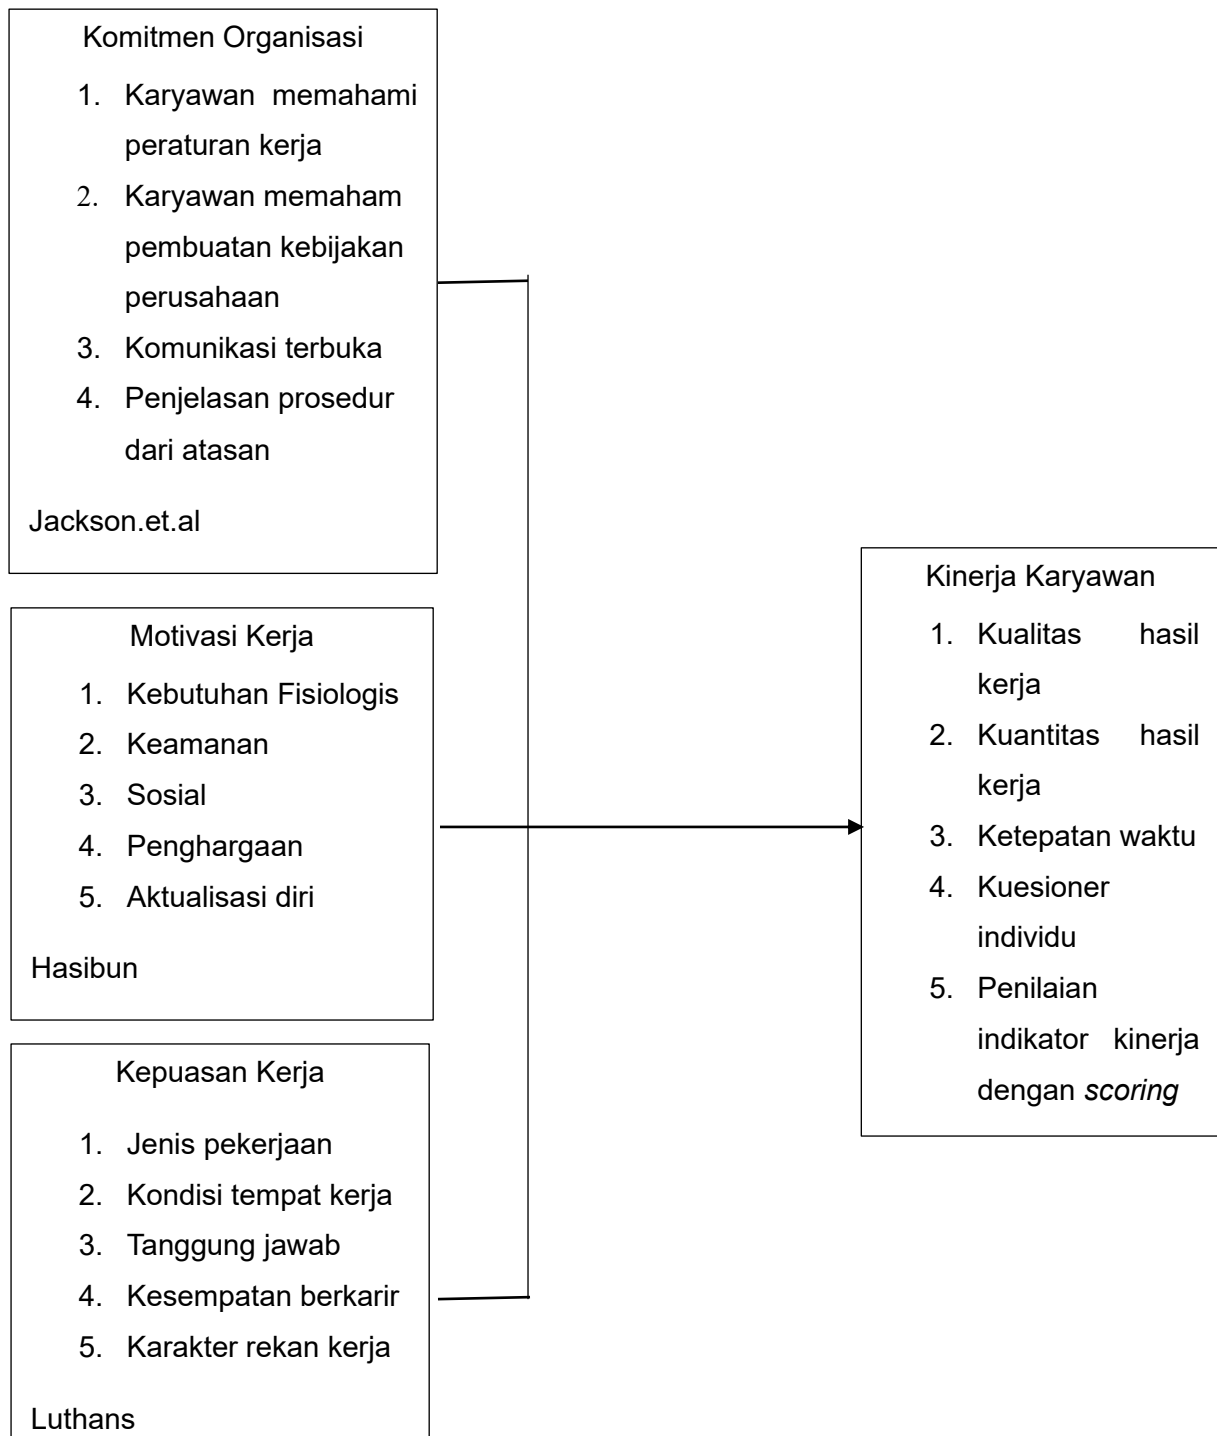 Komitmen Organisasi
1. Karyawan memahami
peraturan kerja
2. Karyawan memaham
pembuatan kebijakan
perusahaan
3. Komunikasi terbuka
4. Penjelasan prosedur
dari atasan
Jackson.et.al
Motivasi Kerja
1. Kebutuhan Fisiologis
2. Keamanan
3. Sosial
4. Penghargaan
5. Aktualisasi diri
Hasibun
Kepuasan Kerja
1. Jenis pekerjaan
2. Kondisi tempat kerja
3. Tanggung jawab
4. Kesempatan berkarir
5. Karakter rekan kerja
Luthans
Kinerja Karyawan
1. Kualitas hasil
kerja
2. Kuantitas hasil
kerja
3. Ketepatan waktu
4. Kuesioner
individu
5. Penilaian
indikator kinerja
dengan scoring